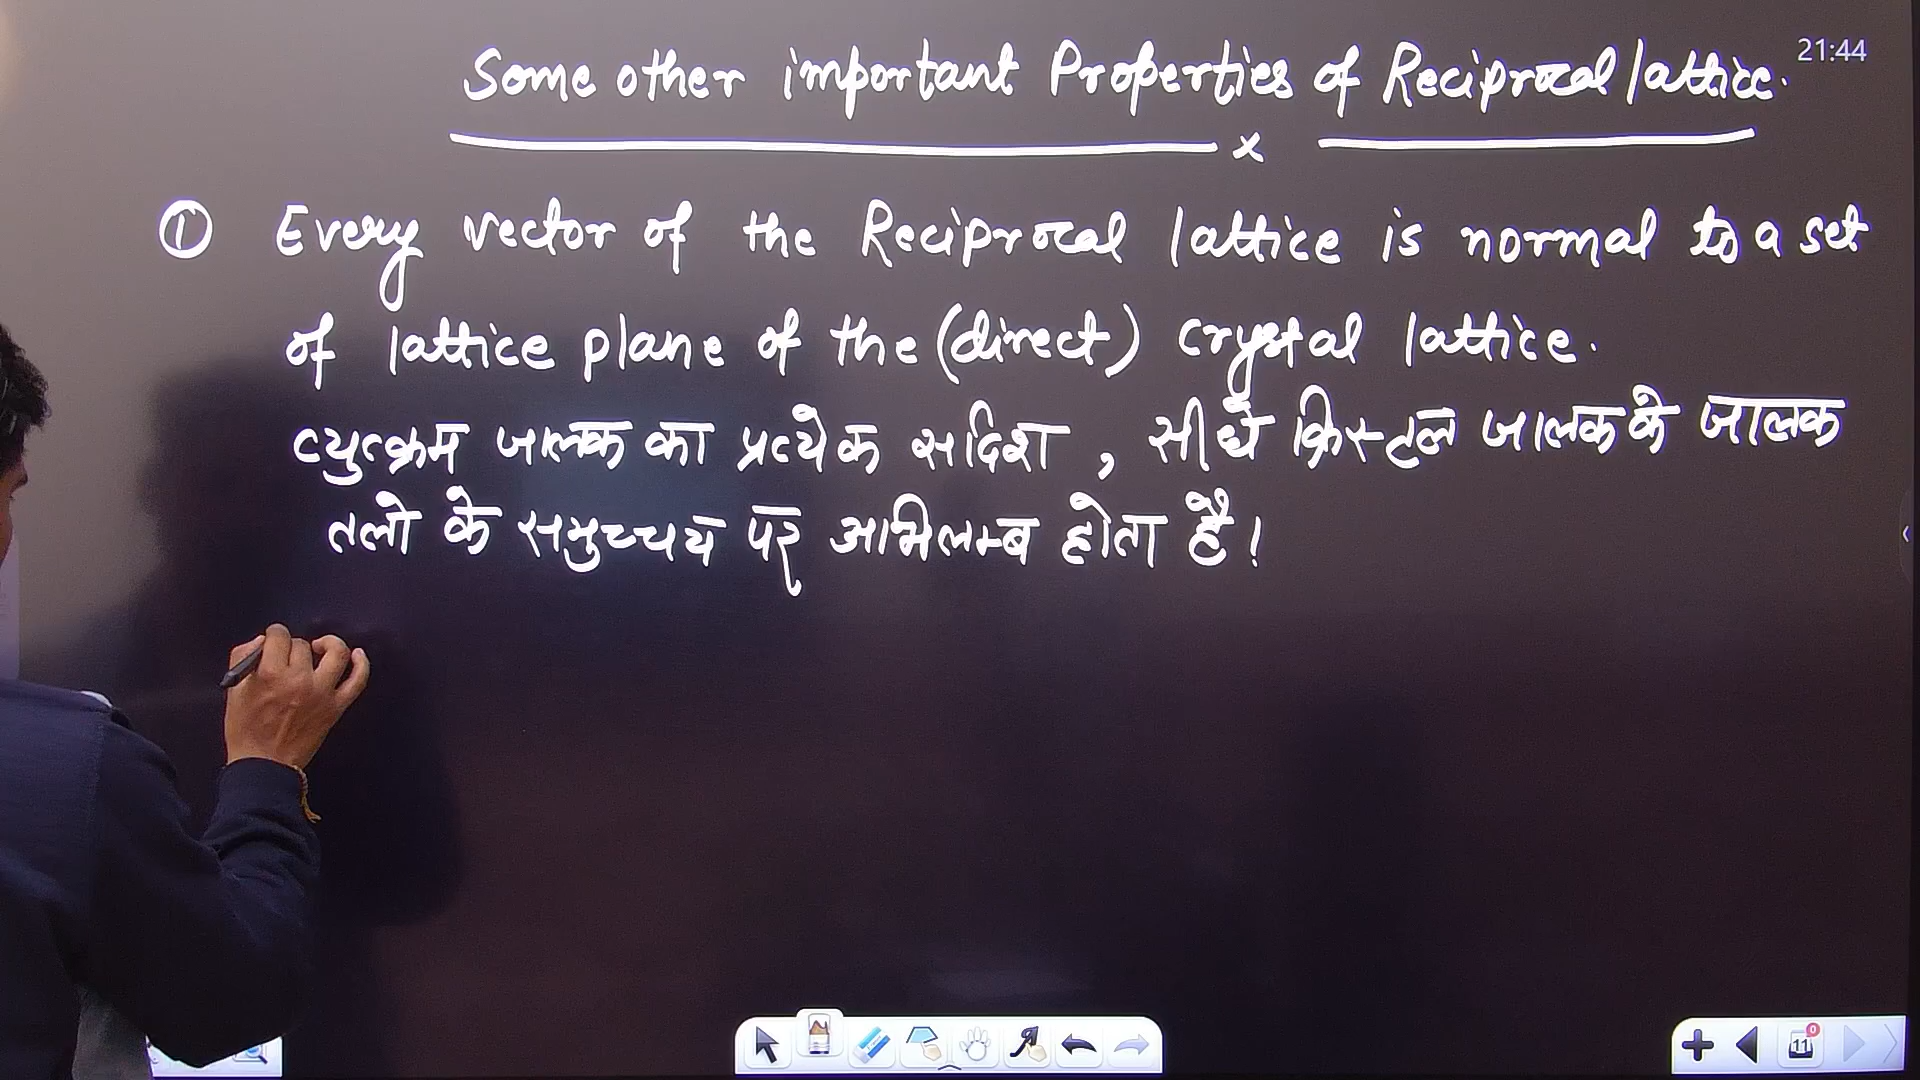 21:44
Some other important Properties of Reciprocal lattice.
x
① Every vector of the Reciprocal lattice is normal to a set
of lattice plane of the (direct) crystal lattice.
व्युत्क्रम जालक का प्रत्येक सदिश , सीधे क्रिस्टल जालक के जालक
तलो के समुच्चय पर अभिलम्ब होता है।
11
0